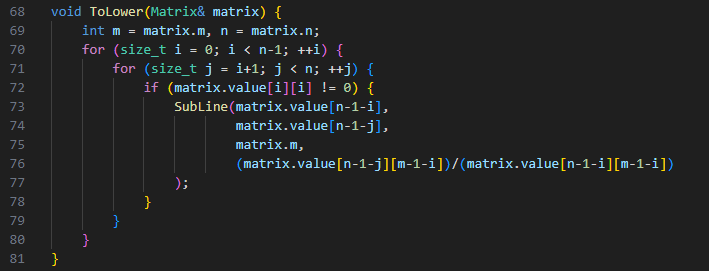 68 void ToLower(Matrix& matrix) {
69     int m = matrix.m, n = matrix.n;
70     for (size_t i = 0; i < n-1; ++i) {
71         for (size_t j = i+1; j < n; ++j) {
72             if (matrix.value[i][i] != 0) {
73                 SubLine(matrix.value[n-1-i],
74                         matrix.value[n-1-j],
75                         matrix.m,
76                         (matrix.value[n-1-j][m-1-i])/(matrix.value[n-1-i][m-1-i])
77                 );
78             }
79         }
80     }
81 }